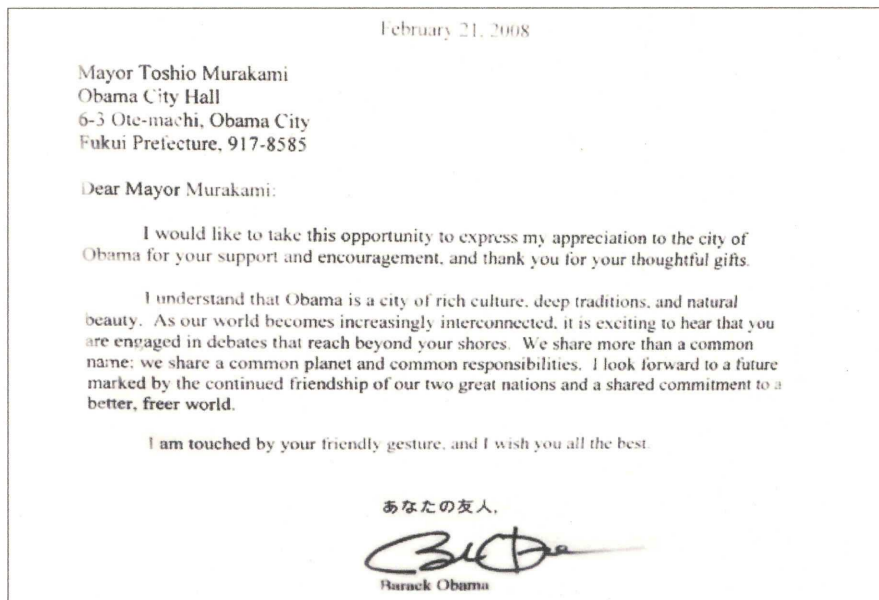 February 21, 2008
Mayor Toshio Murakami
Obama City Hall
6-3 Ote-machi, Obama City
Fukui Prefecture, 917-8585
Dear Mayor Murakami:
I would like to take this opportunity to express my appreciation to the city of
Obama for your support and encouragement, and thank you for your thoughtful gifts.
I understand that Obama is a city of rich culture, deep traditions, and natural
beauty. As our world becomes increasingly interconnected, it is exciting to hear that you
are engaged in debates that reach beyond your shores. We share more than a common
name; we share a common planet and common responsibilities. I look forward to a future
marked by the continued friendship of our two great nations and a shared commitment to a
better, freer world.
I am touched by your friendly gesture, and I wish you all the best.
あなたの友人,
Barack Obama